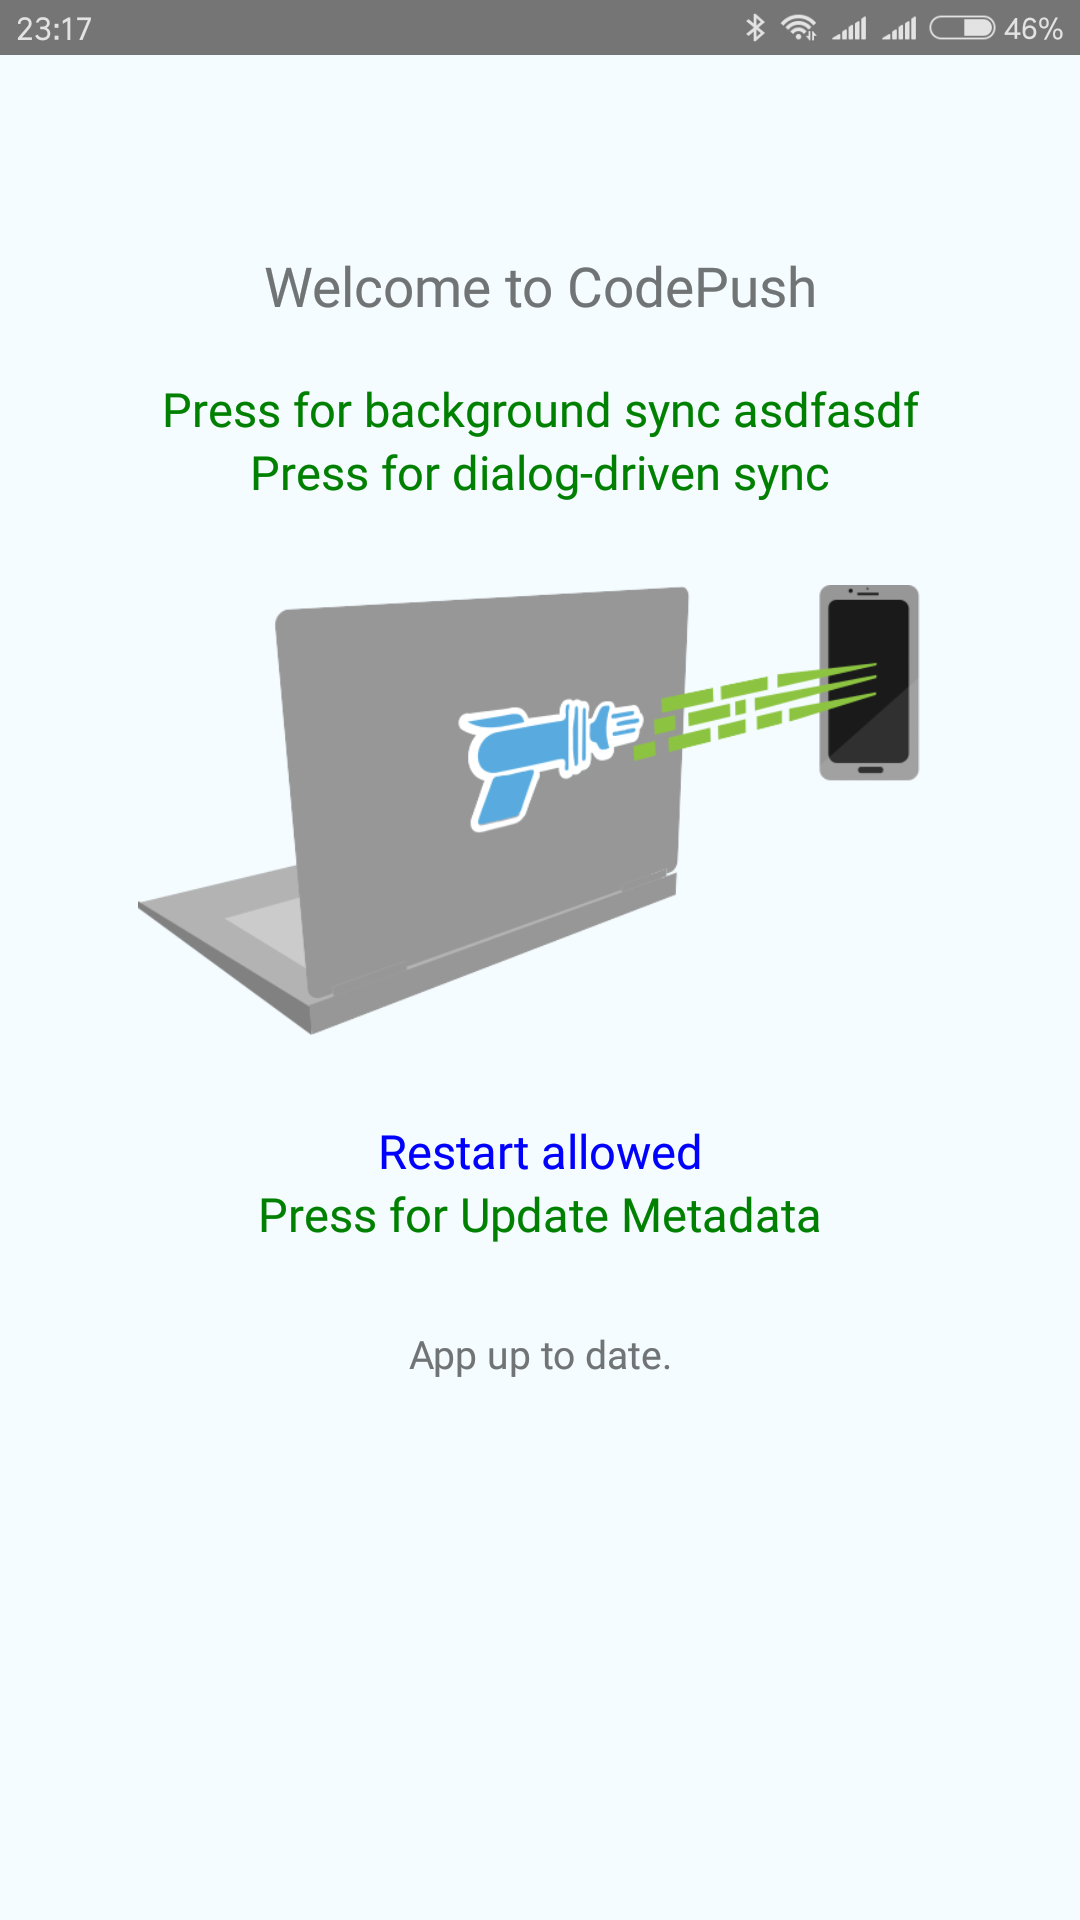 23:17
46%
Welcome to CodePush
Press for background sync asdfasdf
Press for dialog-driven sync
Restart allowed
Press for Update Metadata
App up to date.